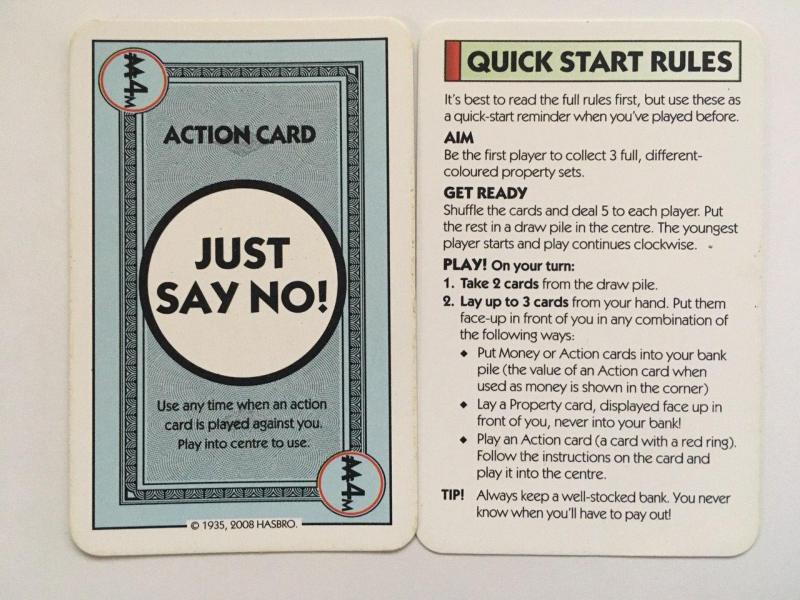 M4M
ACTION CARD
JUST
SAY NO!
Use any time when an action
card is played against you.
Play into centre to use.
M4M
© 1935, 2008 HASBRO.
QUICK START RULES
It's best to read the full rules first, but use these as
a quick-start reminder when you've played before.
AIM
Be the first player to collect 3 full, different-
coloured property sets.
GET READY
Shuffle the cards and deal 5 to each player. Put
the rest in a draw pile in the centre. The youngest
player starts and play continues clockwise.
PLAY! On your turn:
1. Take 2 cards from the draw pile.
2. Lay up to 3 cards from your hand. Put them
face-up in front of you in any combination of
the following ways:
◆ Put Money or Action cards into your bank
pile (the value of an Action card when
used as money is shown in the corner)
◆ Lay a Property card, displayed face up in
front of you, never into your bank!
◆ Play an Action card (a card with a red ring).
Follow the instructions on the card and
play it into the centre.
TIP! Always keep a well-stocked bank. You never
know when you'll have to pay out!